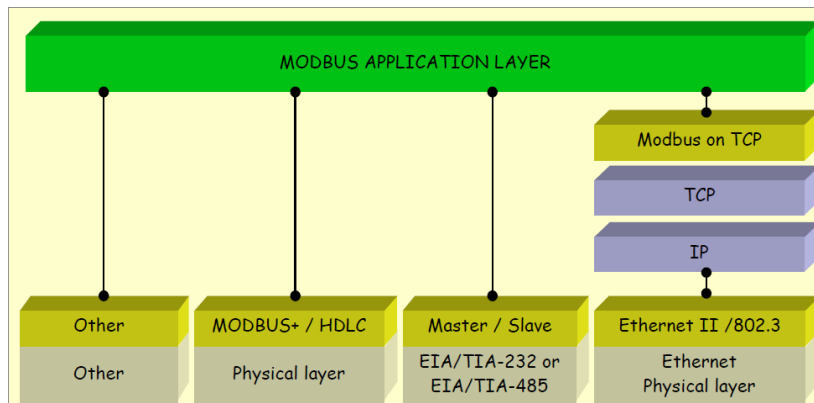 MODBUS APPLICATION LAYER
Modbus on TCP
TCP
IP
Other
MODBUS+ / HDLC
Master / Slave
Ethernet II /802.3
Other
Physical layer
EIA/TIA-232 or
EIA/TIA-485
Ethernet
Physical layer